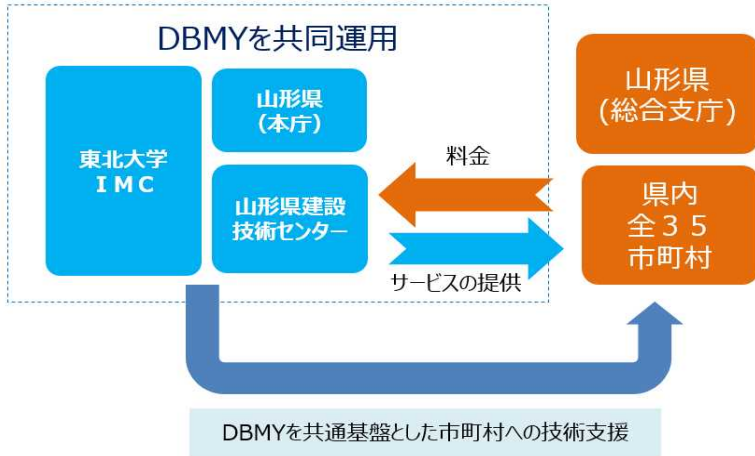 DBMYを共同運用
東北大学
ＩＭＣ
山形県
(本庁)
山形県建設
技術センター
料金
サービスの提供
山形県
(総合支庁)
県内
全３５
市町村
DBMYを共通基盤とした市町村への技術支援